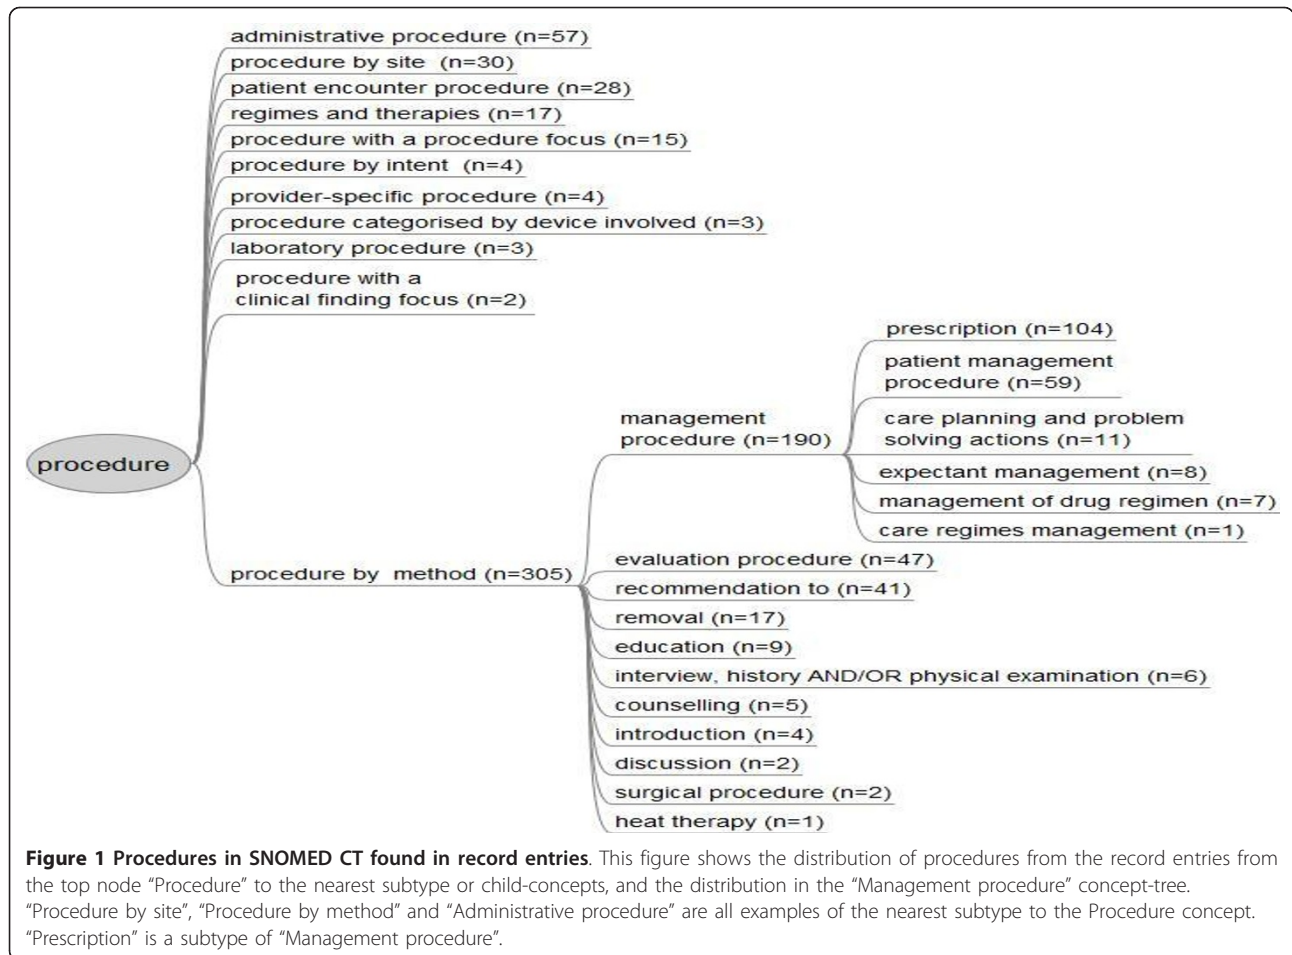 administrative procedure (n=57)
procedure by site (n=30)
patient encounter procedure (n=28)
regimes and therapies (n=17)
procedure with a procedure focus (n=15)
procedure by intent (n=4)
provider-specific procedure (n=4)
procedure categorised by device involved (n=3)
laboratory procedure (n=3)
procedure with a
clinical finding focus (n=2)
procedure
procedure by method (n=305)
management
procedure (n=190)
prescription (n=104)
patient management
procedure (n=59)
care planning and problem
solving actions (n=11)
expectant management (n=8)
management of drug regimen (n=7)
care regimes management (n=1)
evaluation procedure (n=47)
recommendation to (n=41)
removal (n=17)
education (n=9)
interview, history AND/OR physical examination (n=6)
counselling (n=5)
introduction (n=4)
discussion (n=2)
surgical procedure (n=2)
heat therapy (n=1)
Figure 1 Procedures in SNOMED CT found in record entries. This figure shows the distribution of procedures from the record entries from
the top node “Procedure” to the nearest subtype or child-concepts, and the distribution in the “Management procedure” concept-tree.
“Procedure by site”, “Procedure by method” and “Administrative procedure” are all examples of the nearest subtype to the Procedure concept.
“Prescription” is a subtype of “Management procedure”.